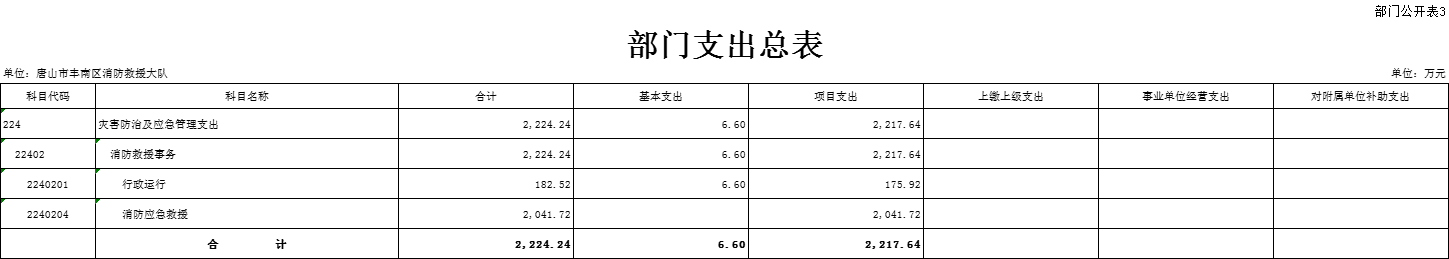 部门公开表3
部门支出总表
单位：唐山市丰南区消防救援大队 单位：万元
科目代码 科目名称 合计 基本支出 项目支出 上缴上级支出 事业单位经营支出 对附属单位补助支出
224 灾害防治及应急管理支出 2,224.24 6.60 2,217.64
22402 消防救援事务 2,224.24 6.60 2,217.64
2240201 行政运行 182.52 6.60 175.92
2240204 消防应急救援 2,041.72 2,041.72
合 计 2,224.24 6.60 2,217.64